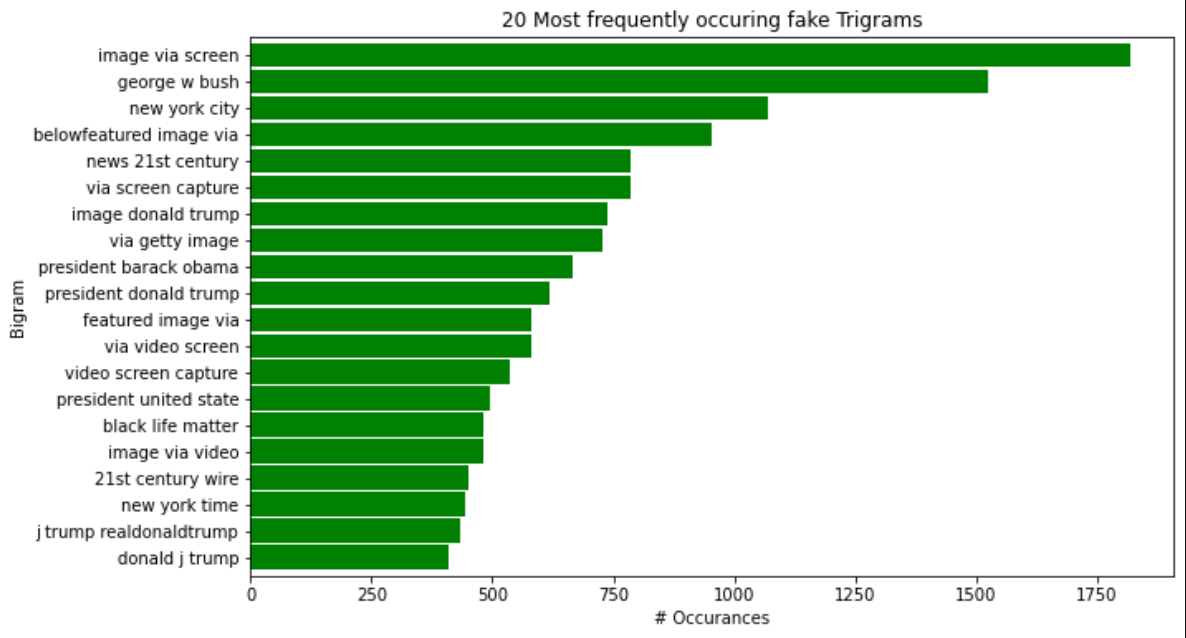 20 Most frequently occuring fake Trigrams
image via screen
george w bush
new york city
belowfeatured image via
news 21st century
via screen capture
image donald trump
via getty image
president barack obama
president donald trump
featured image via
via video screen
video screen capture
president united state
black life matter
image via video
21st century wire
new york time
j trump realdonaldtrump
donald j trump
Bigram
0 250 500 750 1000 1250 1500 1750
# Occurances